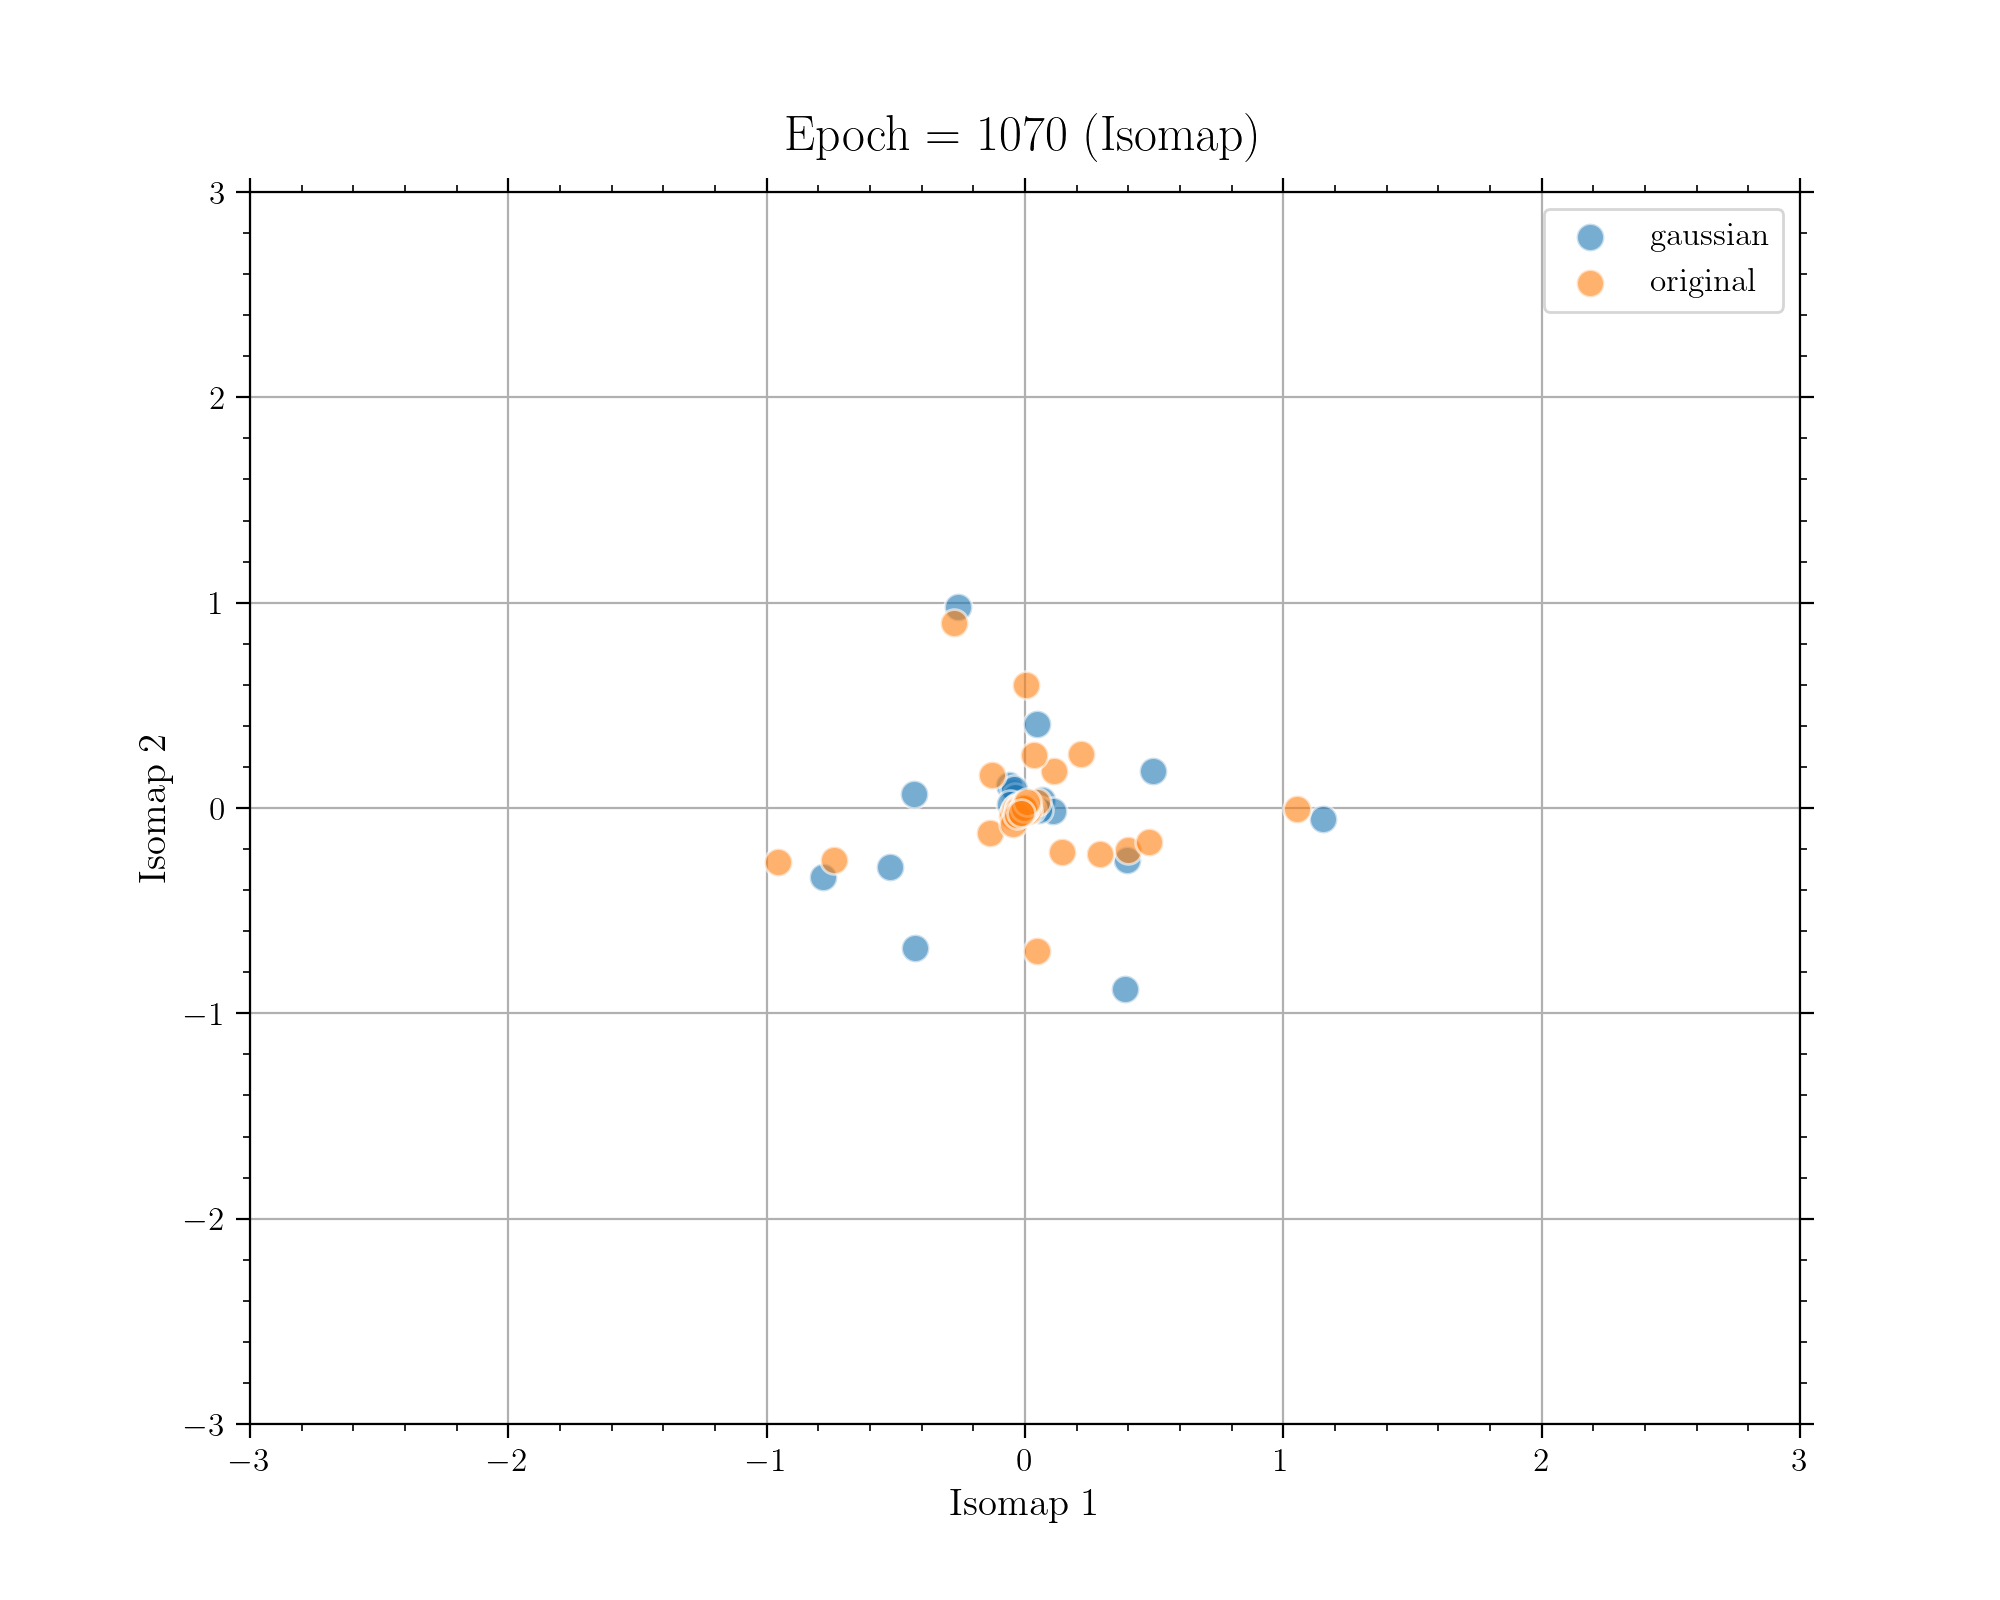 Epoch = 1070 (Isomap)
gaussian
original
3
2
1
0
−1
−2
−3
Isomap 2
−3
−2
−1
0
1
2
3
Isomap 1